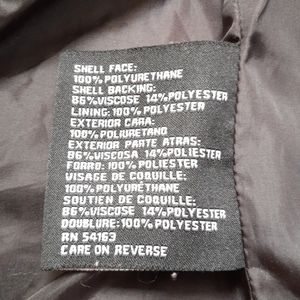 SHELL FACE:
100% POLYURETHANE
SHELL BACKING:
86%VISCOSE 14%POLYESTER
LINING: 100% POLYESTER
EXTERIOR CARA:
100% POLIURETANO
EXTERIOR PARTE ATRAS:
86%VISCOSA 14%POLIESTER
FORRO: 100% POLIESTER
VISAGE DE COQUILLE:
100% POLYURÉTHANE
SOUTIEN DE COQUILLE:
86%VISCOSE 14%POLYESTER
DOUBLURE:100% POLYESTER
RN 54163
CARE ON REVERSE